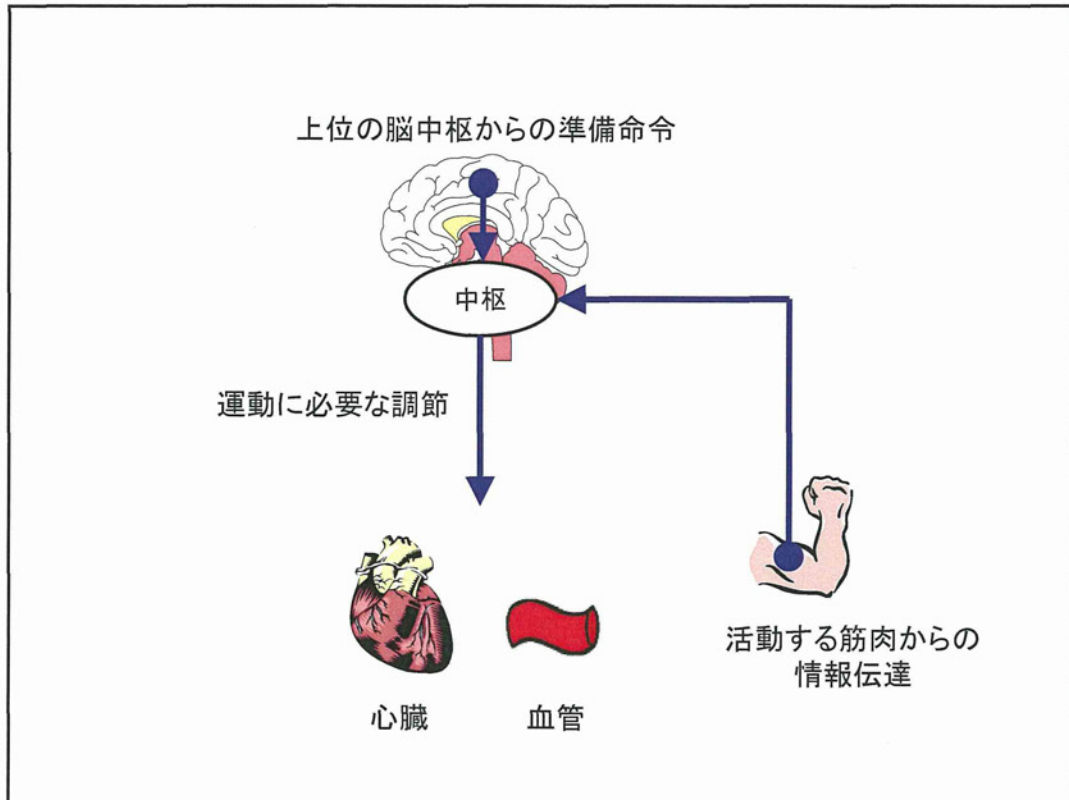 上位の脳中枢からの準備命令
中枢
運動に必要な調節
活動する筋肉からの
情報伝達
心臓
血管